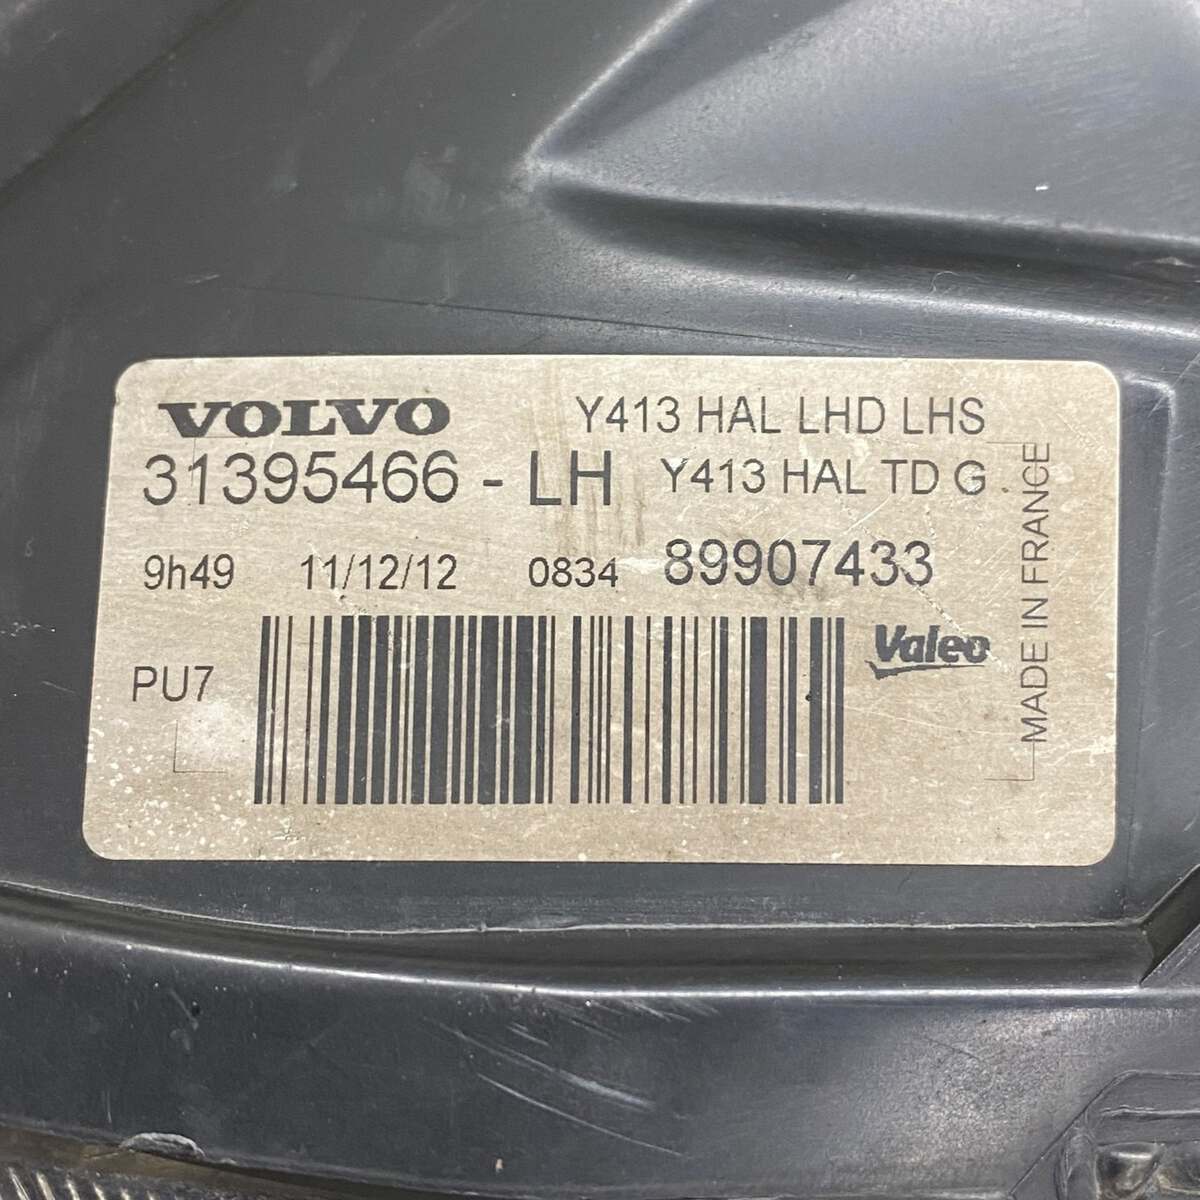 VOLVO Y413 HAL LHD LHS
31395466 - LH Y413 HAL TD G
9h49 11/12/12 0834 89907433
PU7
Valeo
MADE IN FRANCE